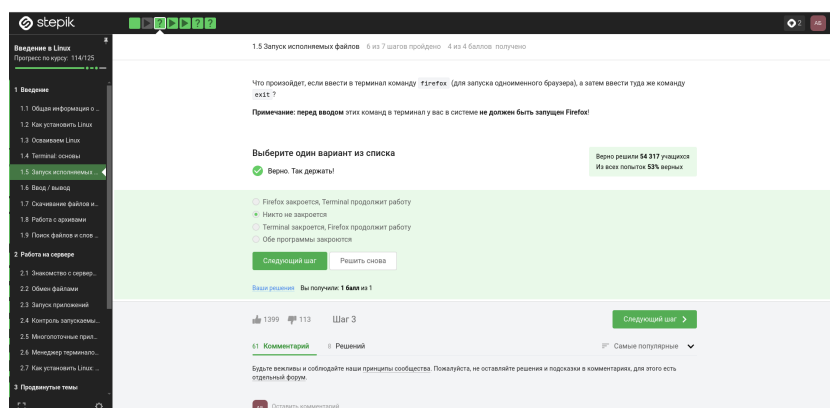 stepik
2
АБ
Введение в Linux
Прогресс по курсу: 114/125
1 Введение
1.1 Общая информация о ...
1.2 Как установить Linux
1.3 Осваиваем Linux
1.4 Terminal: основы
1.5 Запуск исполняемых ...
1.6 Ввод / вывод
1.7 Скачивание файлов и...
1.8 Работа с архивами
1.9 Поиск файлов и слов ...
2 Работа на сервере
2.1 Знакомство с сервер...
2.2 Обмен файлами
2.3 Запуск приложений
2.4 Контроль запускаемы...
2.5 Многопоточные прил...
2.6 Менеджер терминало...
2.7 Как установить Linux: ...
3 Продвинутые темы
1.5 Запуск исполняемых файлов 6 из 7 шагов пройдено 4 из 4 баллов получено
Что произойдет, если ввести в терминал команду firefox (для запуска одноименного браузера), а затем ввести туда же команду
exit ?
Примечание: перед вводом этих команд в терминал у вас в системе не должен быть запущен Firefox!
Выберите один вариант из списка
Верно. Так держать!
Верно решили 54 317 учащихся
Из всех попыток 53% верных
Firefox закроется, Terminal продолжит работу
Никто не закроется
Terminal закроется, Firefox продолжит работу
Обе программы закроются
Следующий шаг Решить снова
Ваши решения Вы получили: 1 балл из 1
1399 113 Шаг 3 Следующий шаг
61 Комментарий 8 Решений Самые популярные
Будьте вежливы и соблюдайте наши принципы сообщества. Пожалуйста, не оставляйте решения и подсказки в комментариях, для этого есть
отдельный форум.
Оставить комментарий